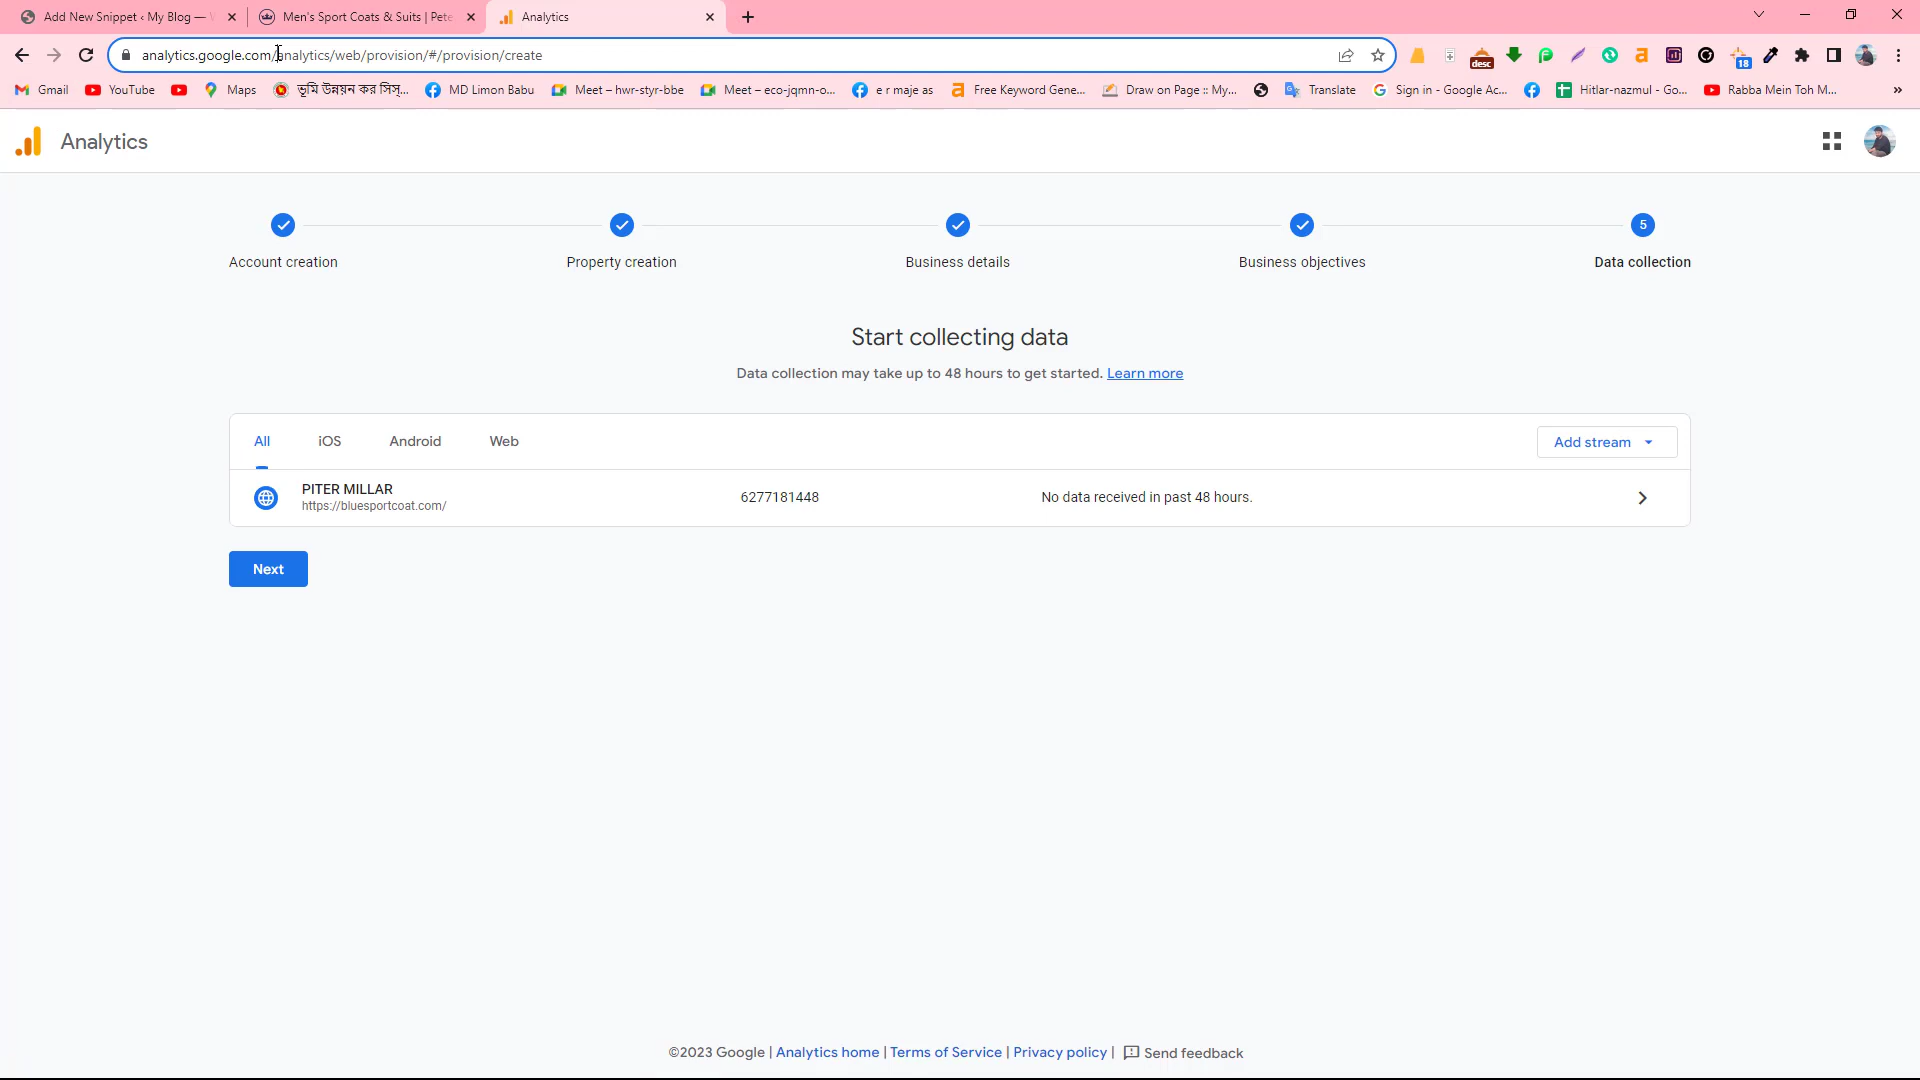 Add New Snippet ‹ My Blog —
Men's Sport Coats & Suits | Pete
Analytics
analytics.google.com/analytics/web/provision/#/provision/create
desc
18
Gmail
YouTube
Maps
ভূমি উন্নয়ন কর সিস্...
MD Limon Babu
Meet – hwr-styr-bbe
Meet – eco-jqmn-o...
e r maje as
Free Keyword Gene...
Draw on Page :: My...
Translate
Sign in - Google Ac...
Hitlar-nazmul - Go...
Rabba Mein Toh M...
»
Analytics
5
Account creation
Property creation
Business details
Business objectives
Data collection
Start collecting data
Data collection may take up to 48 hours to get started. Learn more
All
iOS
Android
Web
Add stream
PITER MILLAR
https://bluesportcoat.com/
6277181448
No data received in past 48 hours.
Next
©2023 Google | Analytics home | Terms of Service | Privacy policy | Send feedback